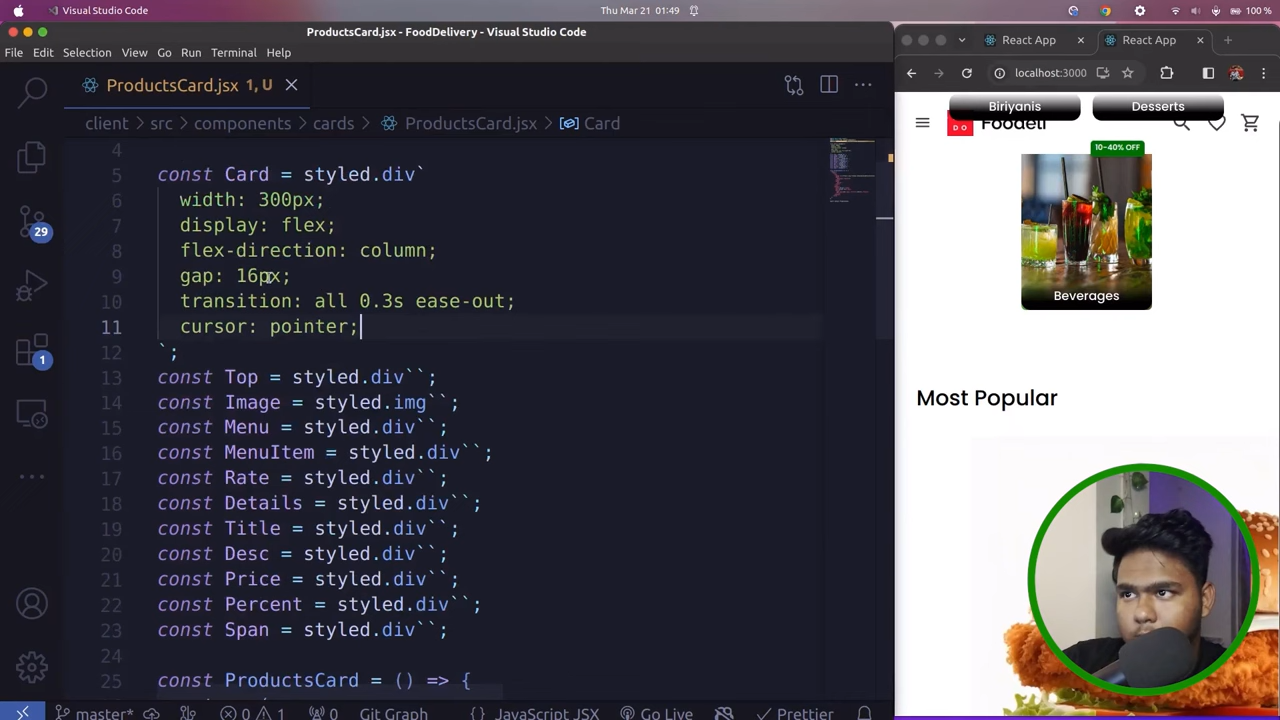 Visual Studio Code
Thu Mar 21 01:49
100 %
ProductsCard.jsx - FoodDelivery - Visual Studio Code
File Edit Selection View Go Run Terminal Help
ProductsCard.jsx 1, U
client › src › components › cards › ProductsCard.jsx › Card
4
5 const Card = styled.div`
6 width: 300px;
7 display: flex;
8 flex-direction: column;
9 gap: 16px;
10 transition: all 0.3s ease-out;
11 cursor: pointer;
12 `;
13 const Top = styled.div``;
14 const Image = styled.img``;
15 const Menu = styled.div``;
16 const MenuItem = styled.div``;
17 const Rate = styled.div``;
18 const Details = styled.div``;
19 const Title = styled.div``;
20 const Desc = styled.div``;
21 const Price = styled.div``;
22 const Percent = styled.div``;
23 const Span = styled.div``;
24
25 const ProductsCard = () => {
29
1
master* 0 1 0 Git Graph JavaScript JSX Go Live Prettier
React App
React App
localhost:3000
Biriyanis
Desserts
DO
Foodeli
10-40% OFF
Beverages
Most Popular